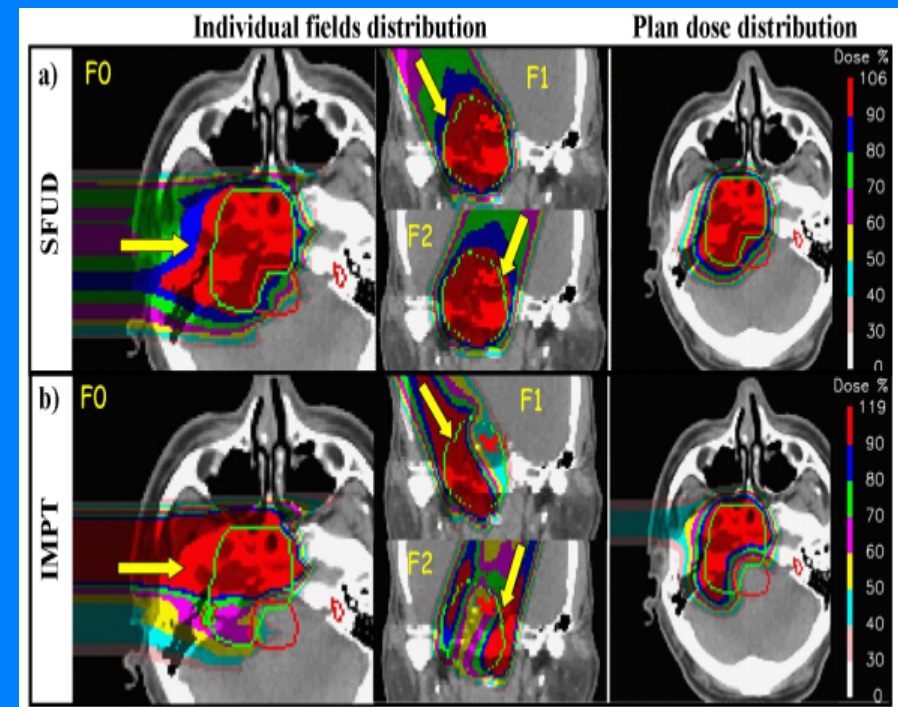 Individual fields distribution
Plan dose distribution
a)
F0
F1
F2
SFUD
Dose %
106
90
80
70
60
50
40
30
0
b)
F0
F1
F2
IMPT
Dose %
119
90
80
70
60
50
40
30
0